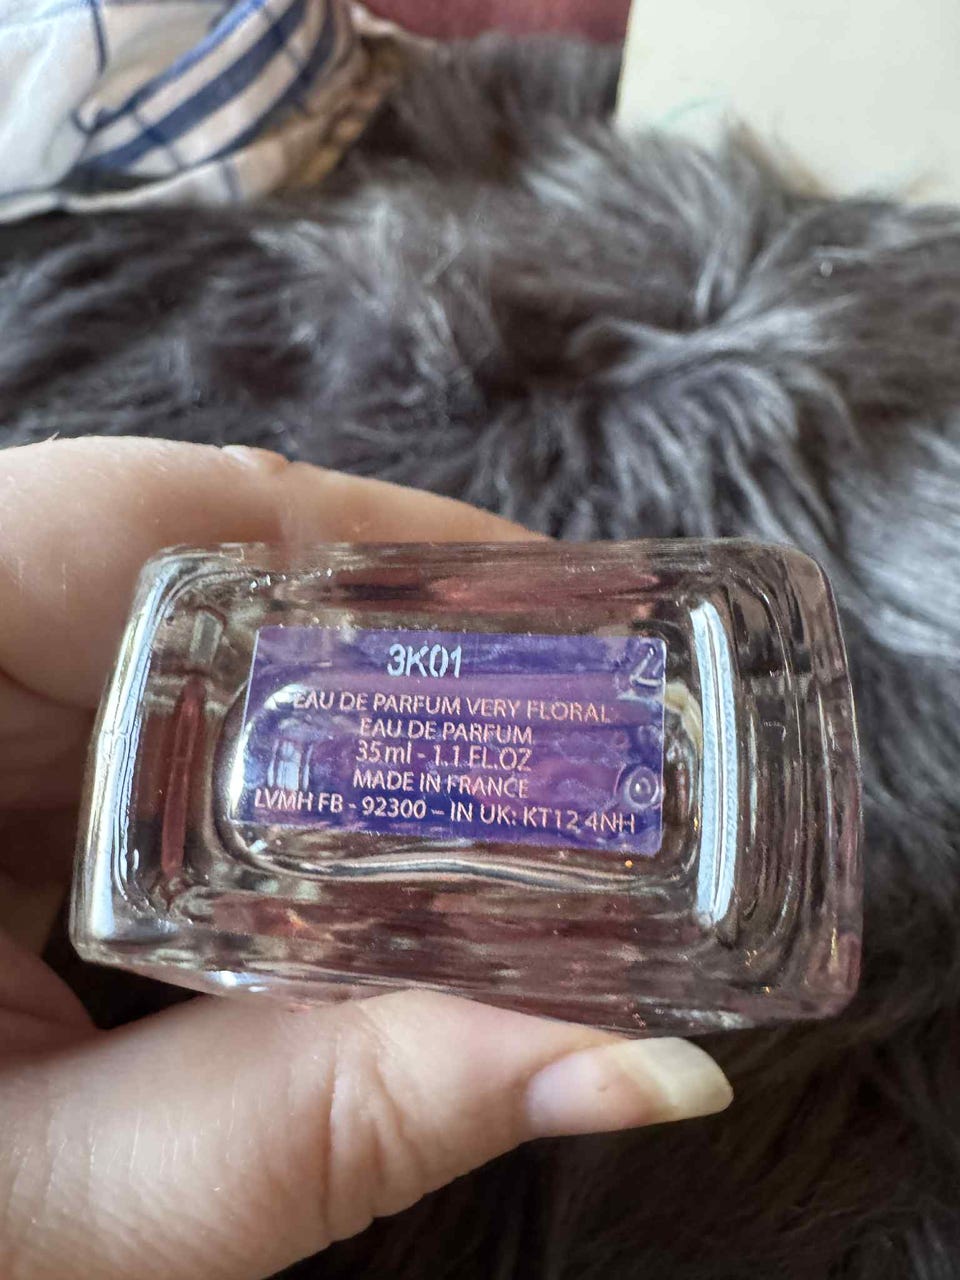 3K01
EAU DE PARFUM VERY FLORAL
EAU DE PARFUM
35ml - 1.1 FL.OZ
MADE IN FRANCE
LVMH FB - 92300 – IN UK: KT12 4NH